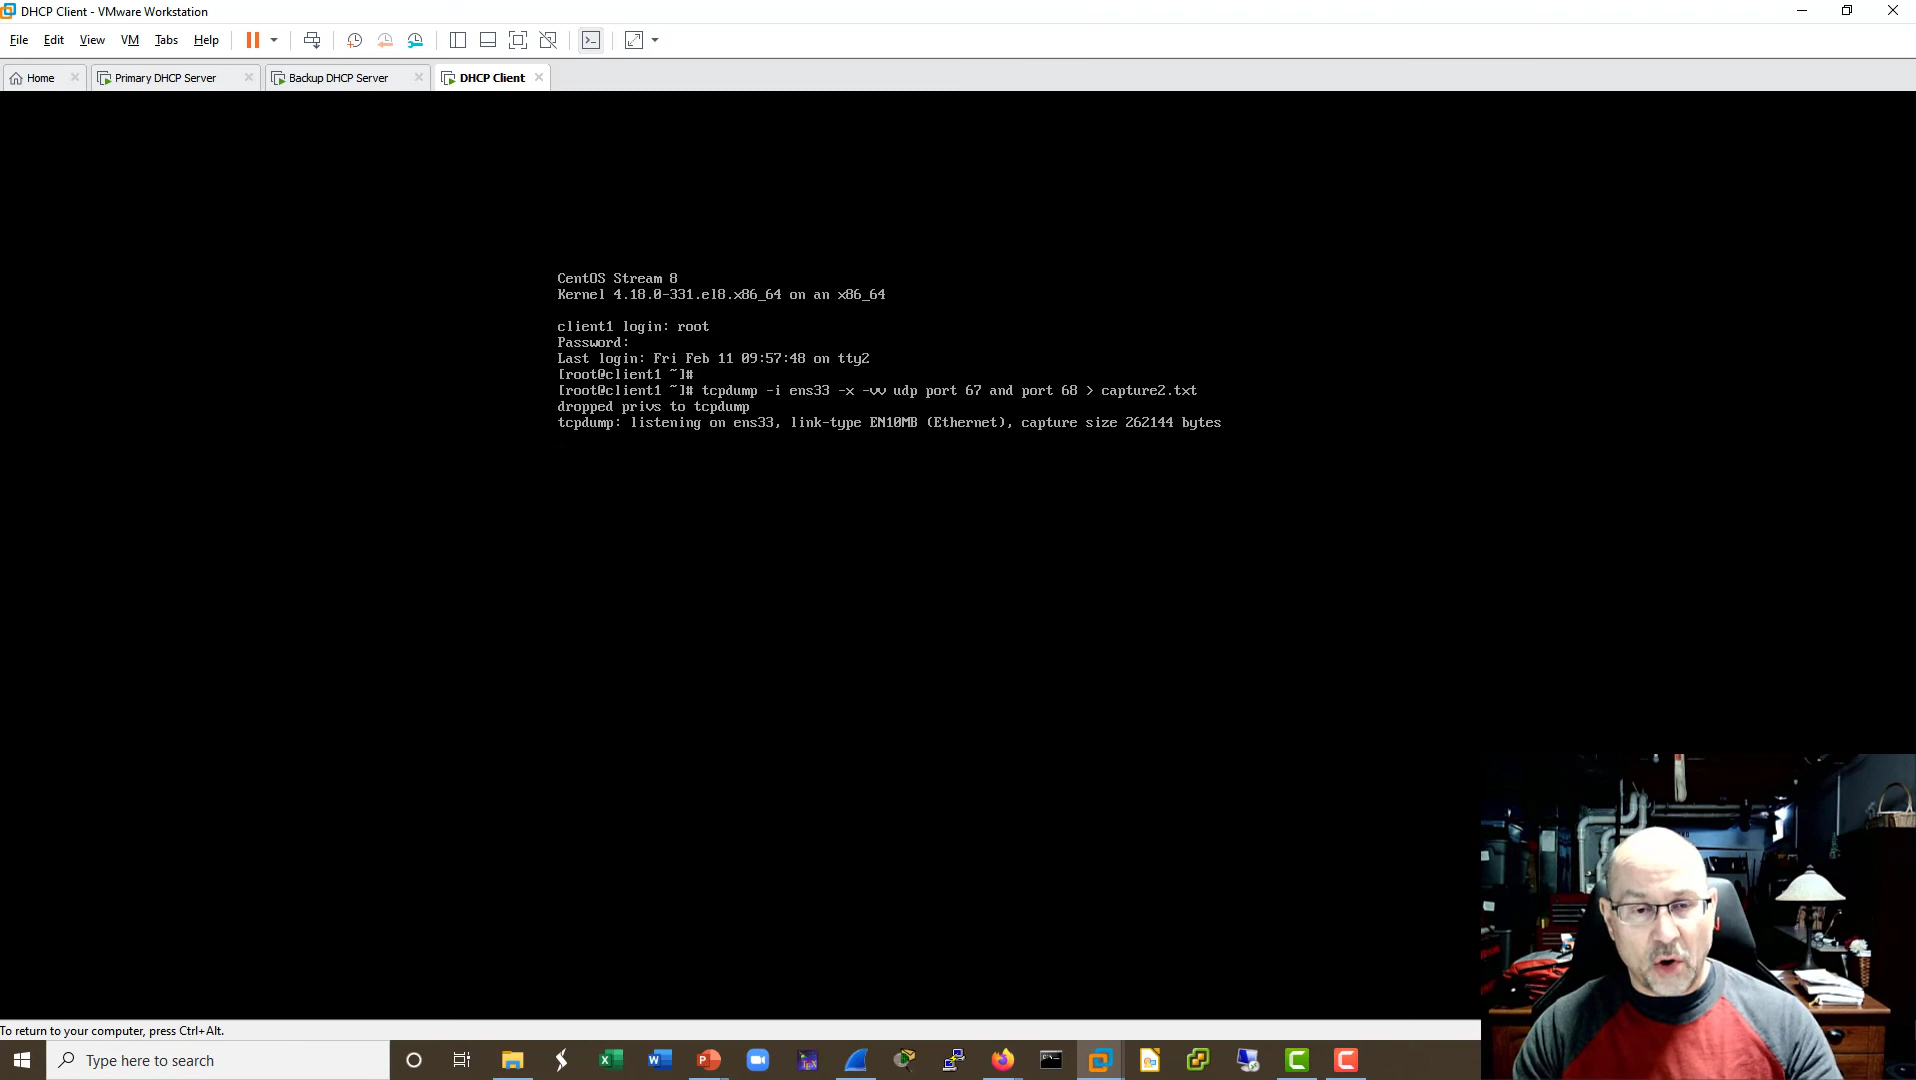 DHCP Client - VMware Workstation
File Edit View VM Tabs Help
Home Primary DHCP Server Backup DHCP Server DHCP Client
CentOS Stream 8
Kernel 4.18.0-331.el8.x86_64 on an x86_64
client1 login: root
Password:
Last login: Fri Feb 11 09:57:48 on tty2
[root@client1 ~]#
[root@client1 ~]# tcpdump -i ens33 -x -vv udp port 67 and port 68 > capture2.txt
dropped privs to tcpdump
tcpdump: listening on ens33, link-type EN10MB (Ethernet), capture size 262144 bytes
To return to your computer, press Ctrl+Alt.
Type here to search